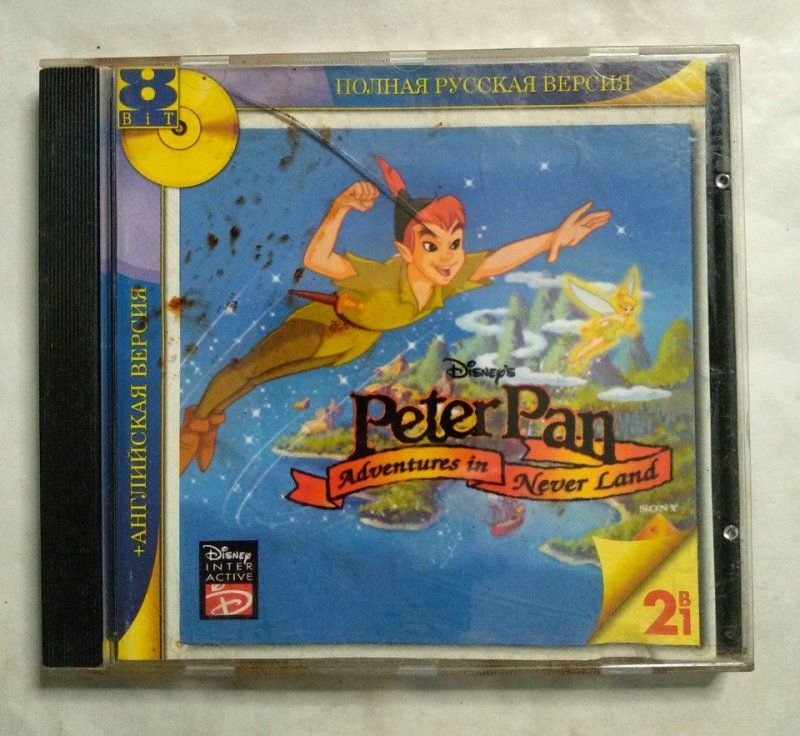 8
BiT
ПОЛНАЯ РУССКАЯ ВЕРСИЯ
+АНГЛИЙСКАЯ ВЕРСИЯ
Disney's
Peter Pan
Adventures in Never Land
SONY
Disney
INTER
ACTIVE
D
2 в 1